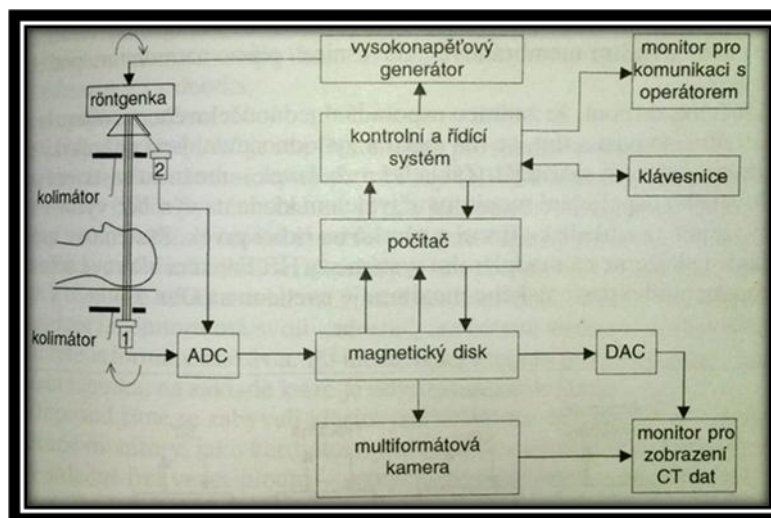 röntgenka
2
kolimátor
kolimátor
1
ADC
vysokonapěťový
generátor
kontrolní a řídící
systém
počítač
magnetický disk
multiformátová
kamera
monitor pro
komunikaci s
operátorem
klávesnice
DAC
monitor pro
zobrazení
CT dat